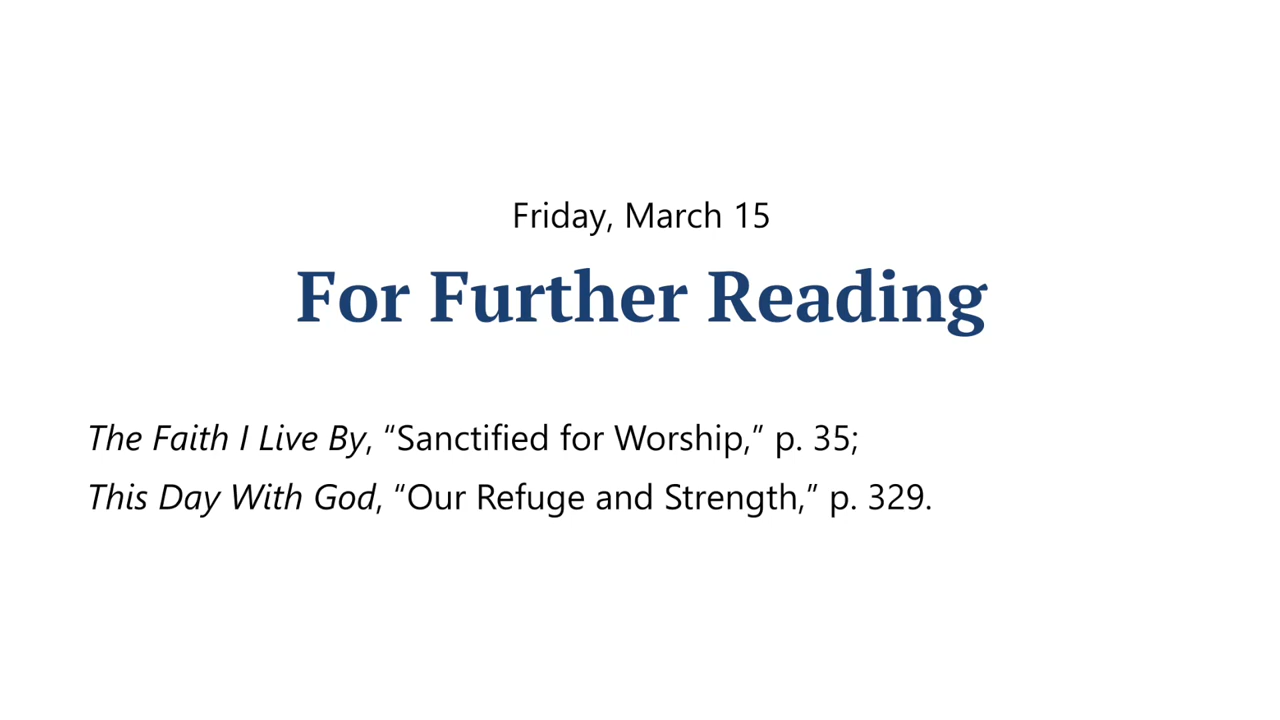 Friday, March 15
For Further Reading
The Faith I Live By, “Sanctified for Worship,” p. 35;
This Day With God, “Our Refuge and Strength,” p. 329.